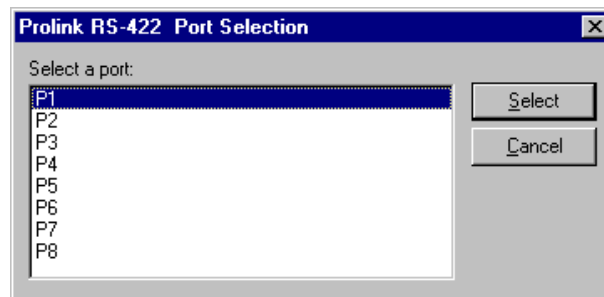 Prolink RS-422 Port Selection
Select a port:
P1
P2
P3
P4
P5
P6
P7
P8
Select
Cancel